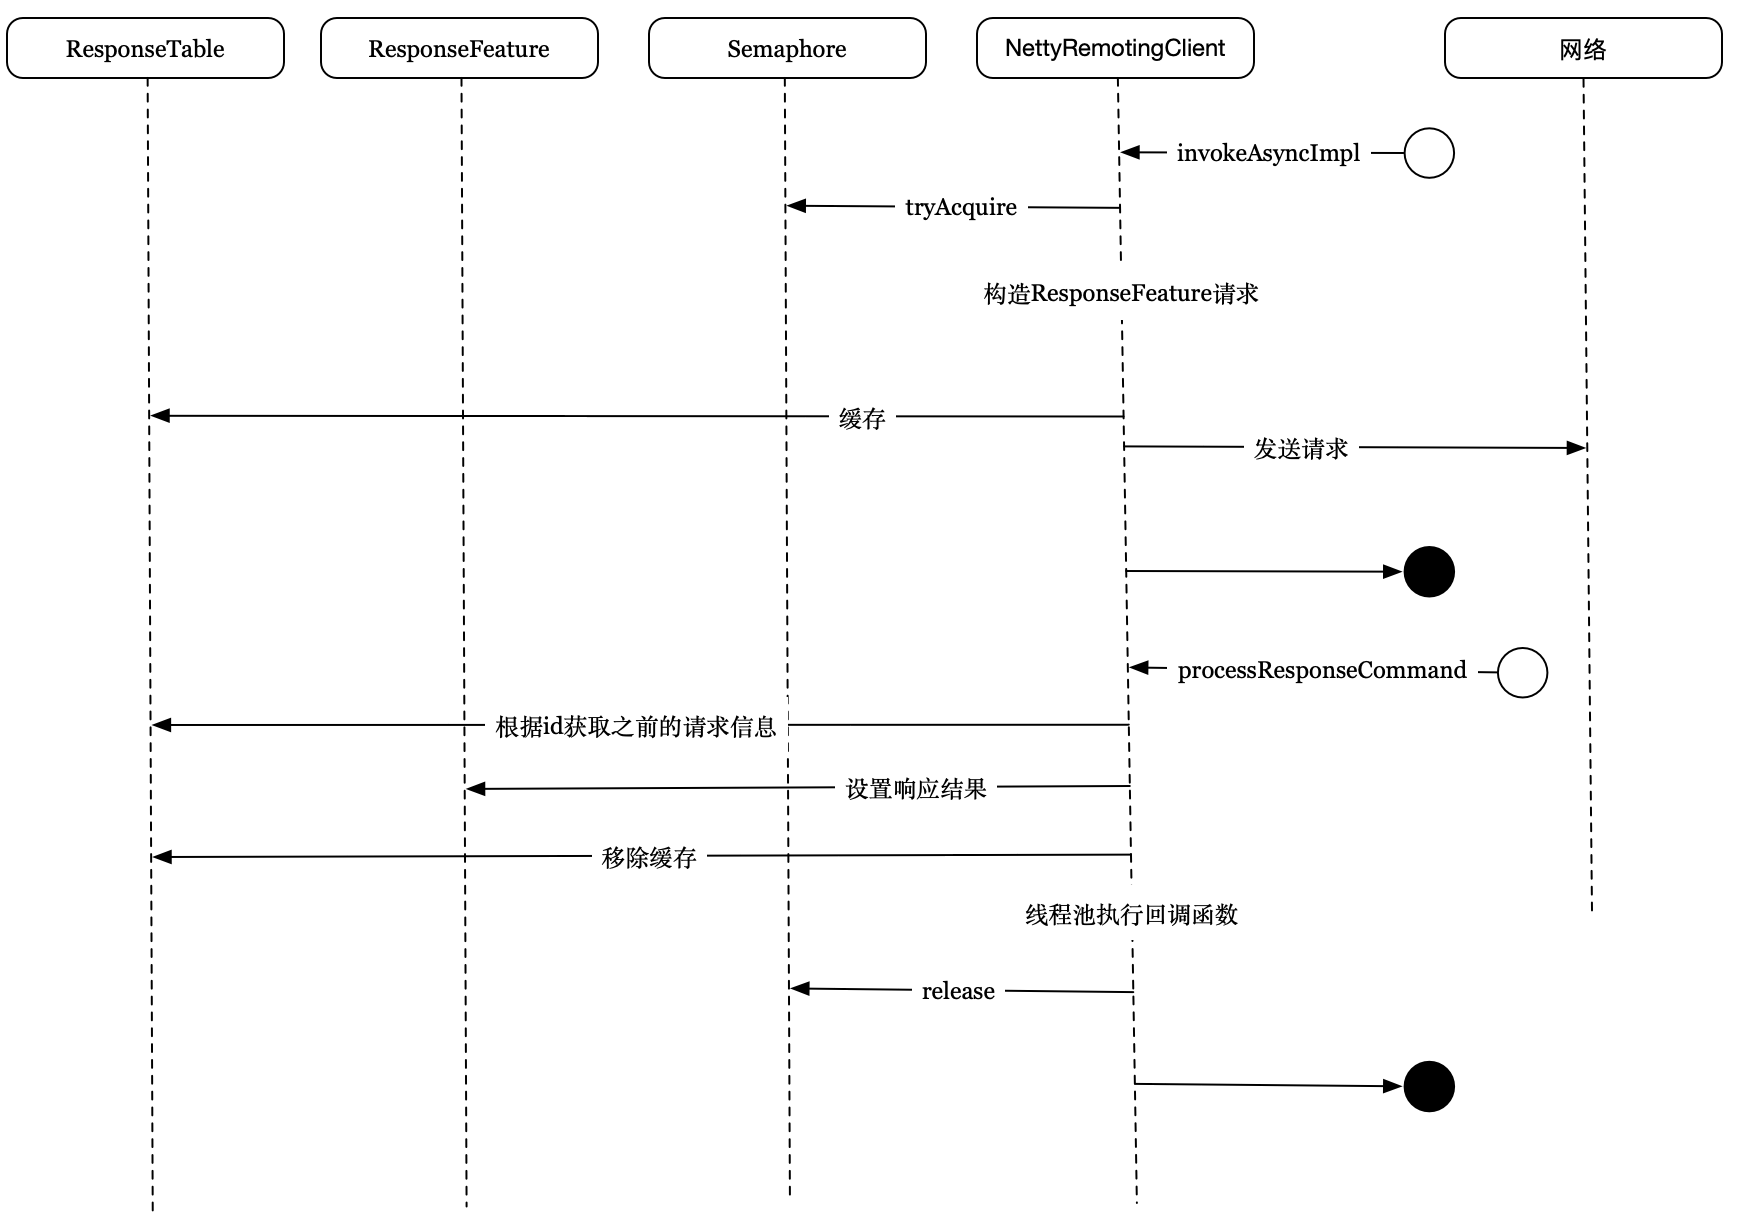 ResponseTable
ResponseFeature
Semaphore
NettyRemotingClient
网络
invokeAsyncImpl
tryAcquire
构造ResponseFeature请求
缓存
发送请求
processResponseCommand
根据id获取之前的请求信息
设置响应结果
移除缓存
线程池执行回调函数
release